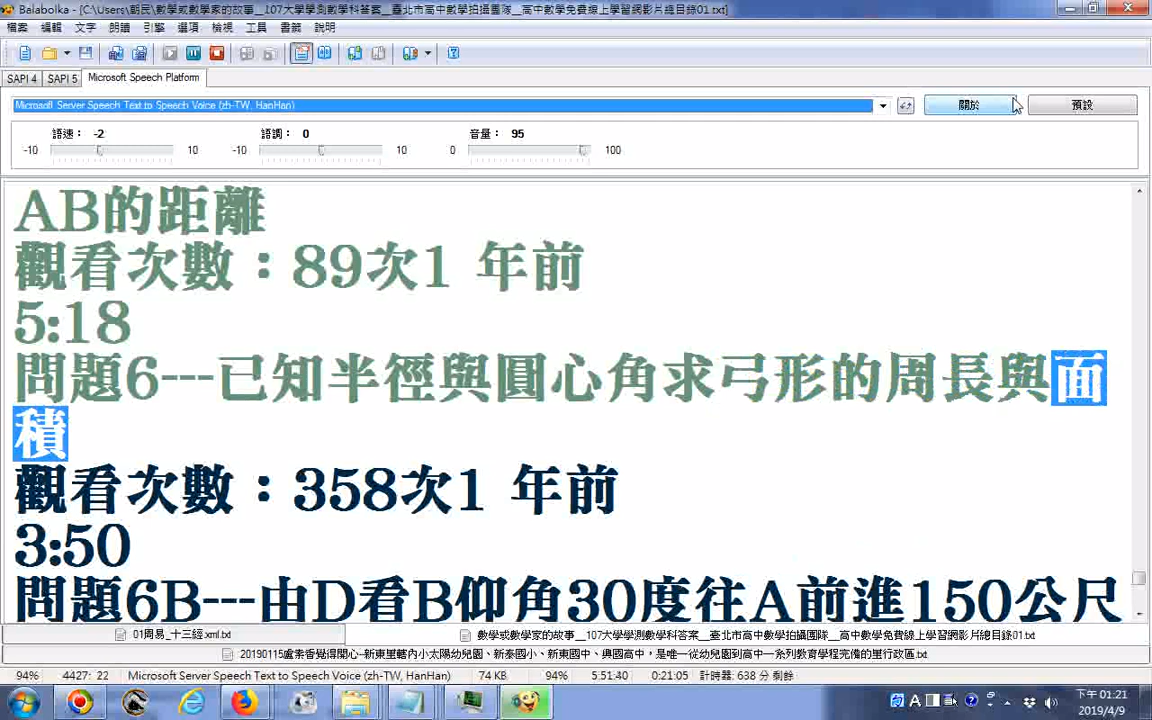 Balabolka - [C:\Users\朝民\數學或數學家的故事__107大學學測數學科答案__臺北市高中數學拍攝團隊__高中數學免費線上學習網影片總目錄01.txt]
檔案 編輯 文字 朗讀 引擎 選項 檢視 工具 書籤 說明
SAPI 4 SAPI 5 Microsoft Speech Platform
Microsoft Server Speech Text to Speech Voice (zh-TW, HanHan) 關於 預設
語速： -2 語調： 0 音量： 95
-10 10 -10 10 0 100
AB的距離
觀看次數：89次1 年前
5:18
問題6---已知半徑與圓心角求弓形的周長與面
積
觀看次數：358次1 年前
3:50
問題6B---由D看B仰角30度往A前進150公尺
01周易_十三經.xml.txt 數學或數學家的故事__107大學學測數學科答案__臺北市高中數學拍攝團隊__高中數學免費線上學習網影片總目錄01.txt
20190115盧素香覺得開心-新東里轄內小太陽幼兒園、新泰國小、新東國中、興國高中，是唯一從幼兒園到高中一系列教育學程完備的里行政區.txt
94% 4427: 22 Microsoft Server Speech Text to Speech Voice (zh-TW, HanHan) 74 KB 94% 5:51:40 0:21:05 計時器: 638 分 剩餘
下午 01:21
2019/4/9